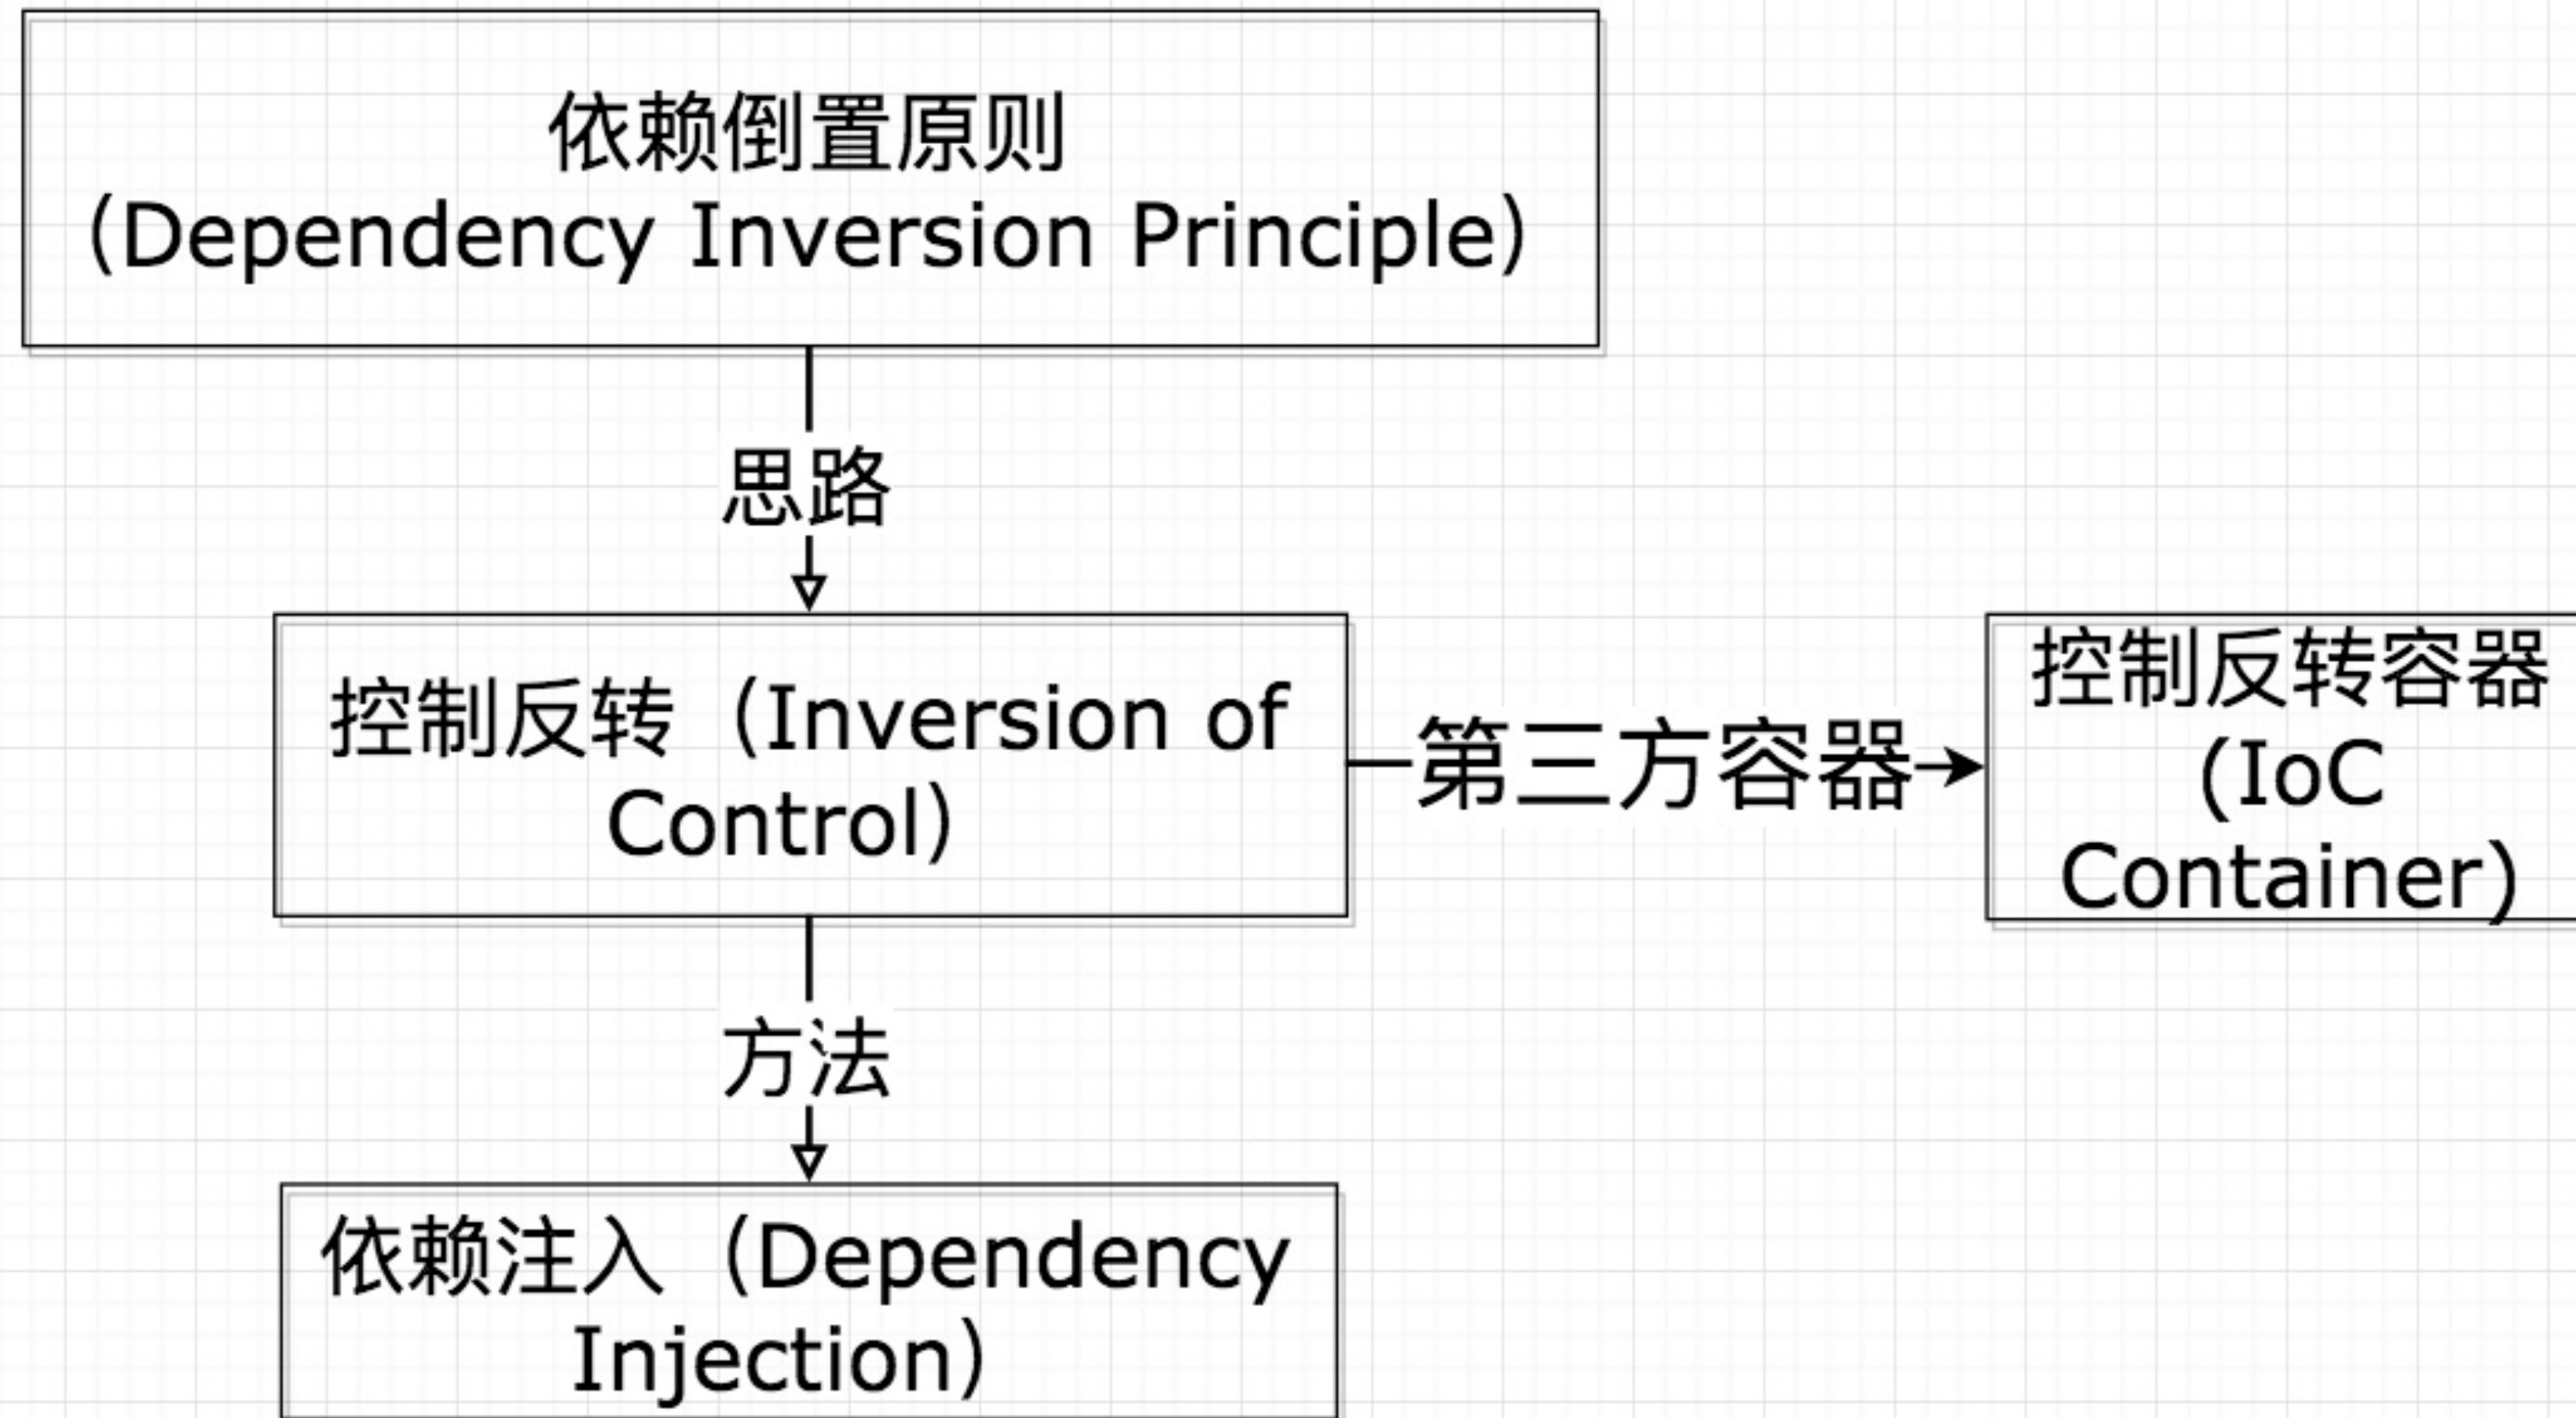 依赖倒置原则
(Dependency Inversion Principle)
思路
控制反转（Inversion of
Control)
第三方容器
控制反转容器
(IoC
Container)
方法
依赖注入（Dependency
Injection)